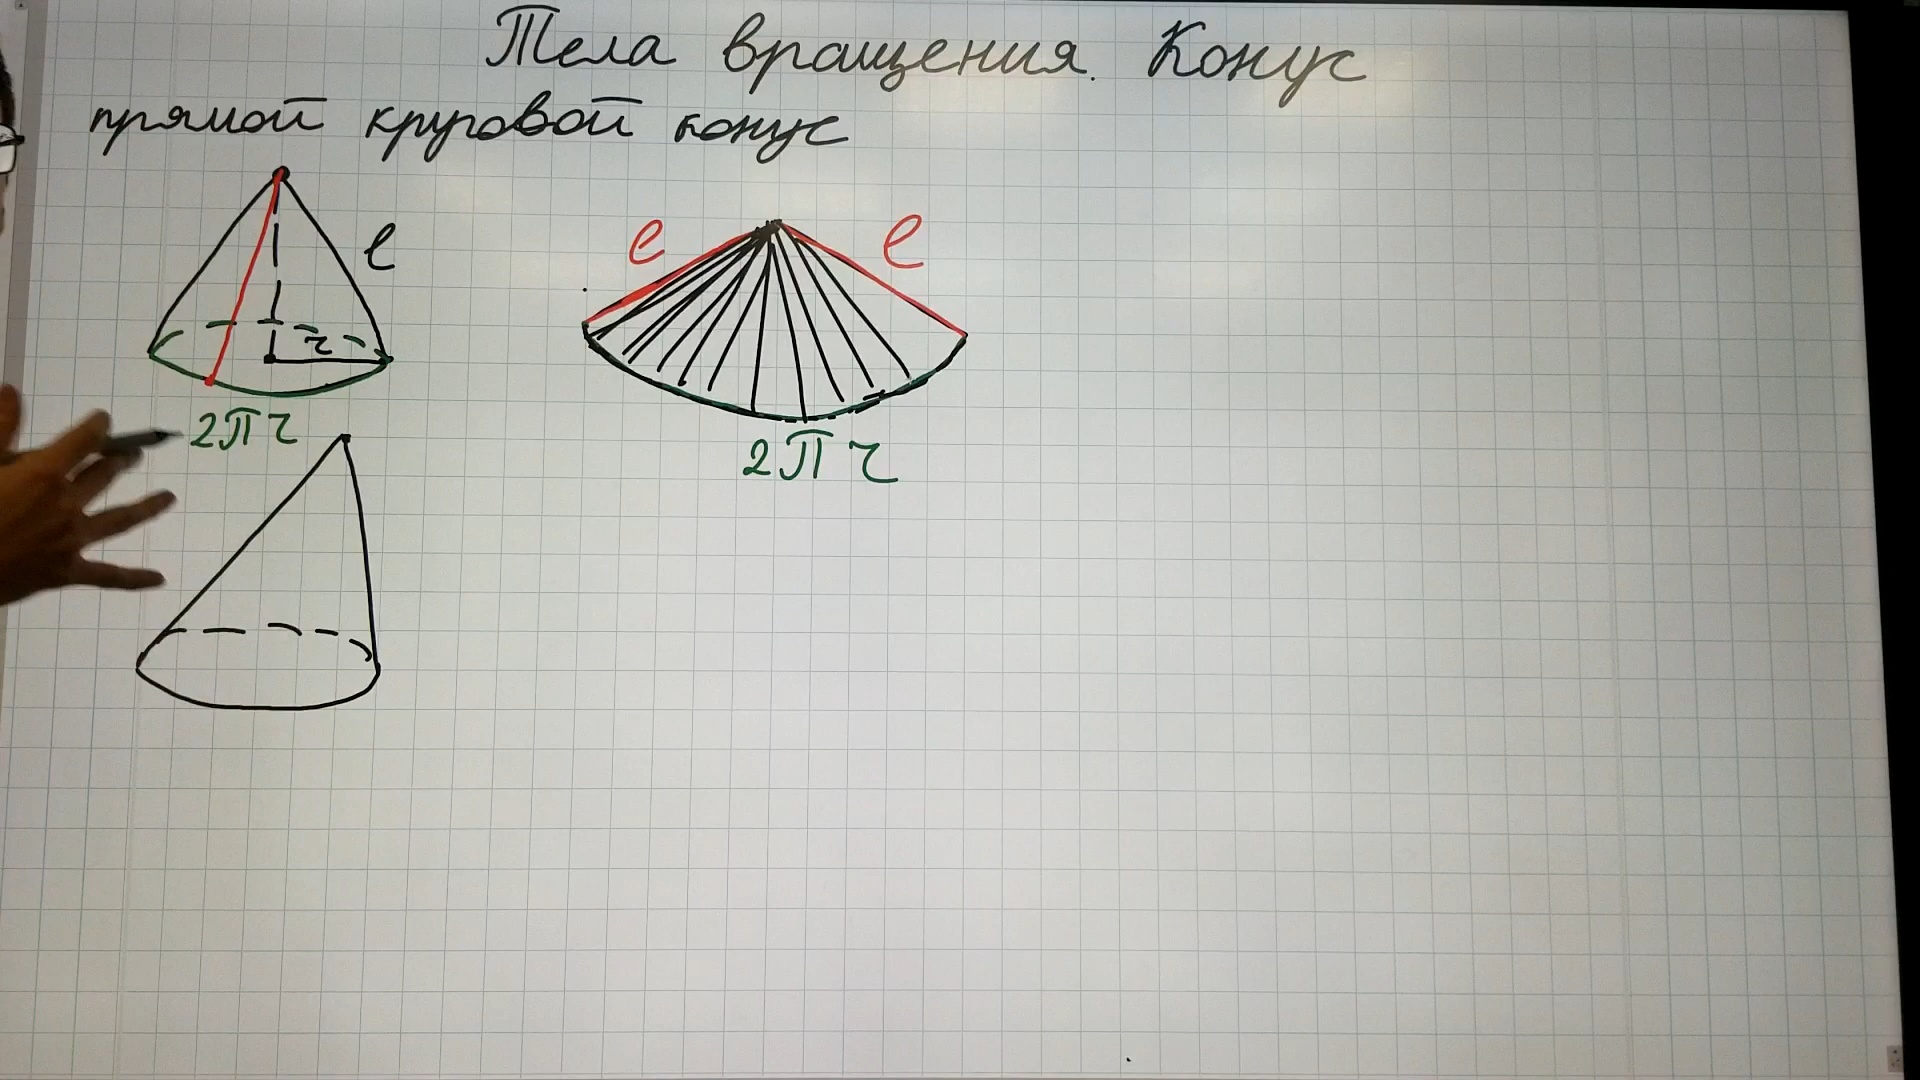 Тела вращения. Конус
прямой круговой конус
l
r
2πr
l
l
2πr